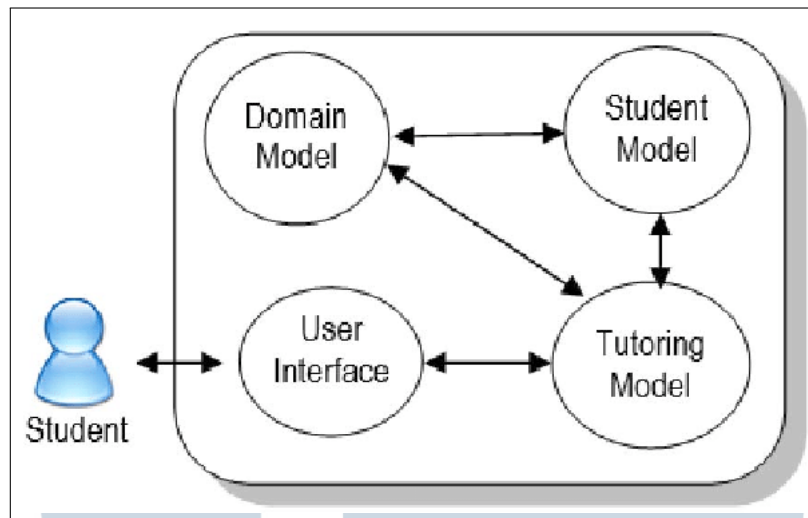 Domain
Model
Student
Model
User
Interface
Tutoring
Model
Student